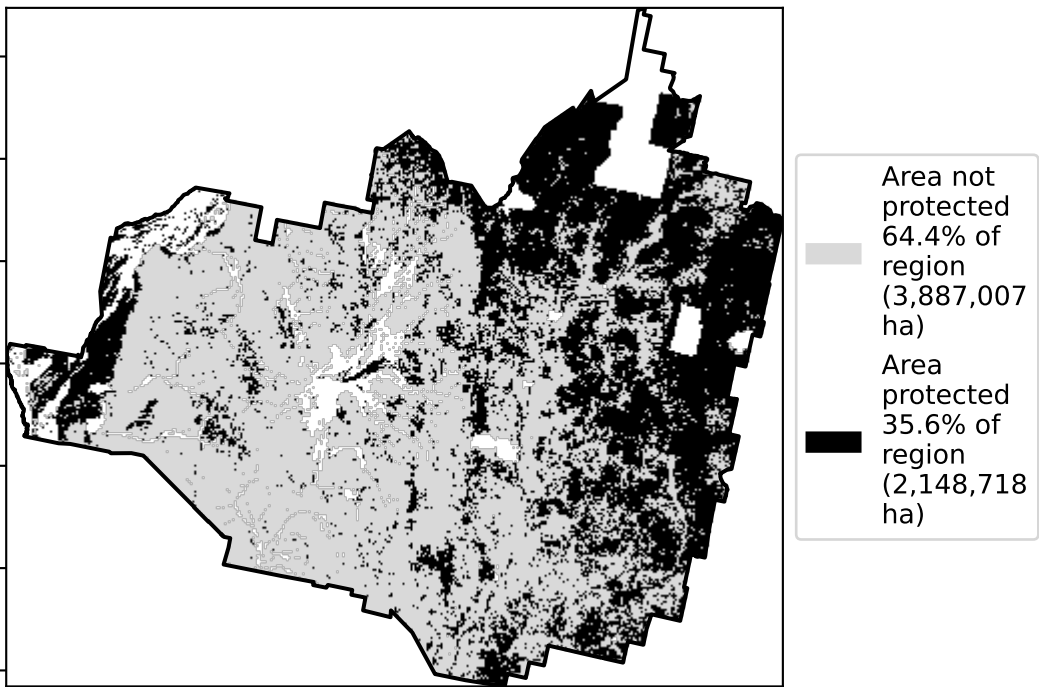 Area not
protected
64.4% of
region
(3,887,007
ha)
Area
protected
35.6% of
region
(2,148,718
ha)